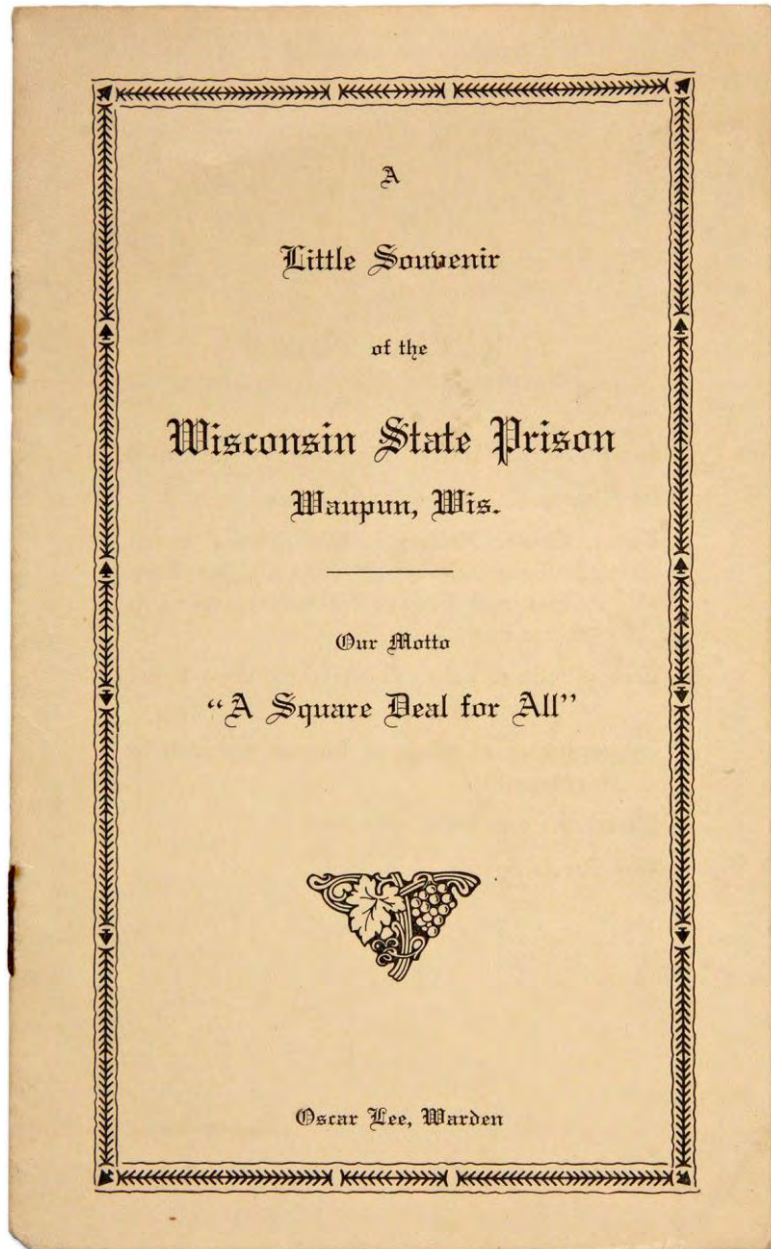 A
Little Souvenir
of the
Wisconsin State Prison
Waupun, Wis.
Our Motto
"A Square Deal for All"
Oscar Lee, Warden